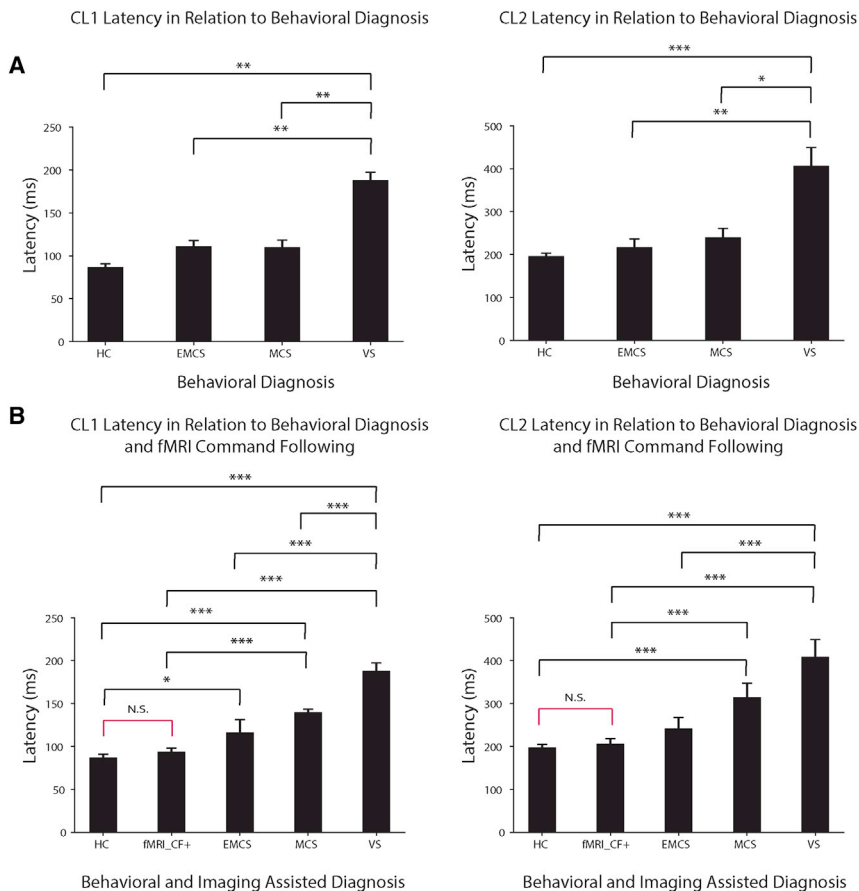 CL1 Latency in Relation to Behavioral Diagnosis
CL2 Latency in Relation to Behavioral Diagnosis
A
**
**
**
250
200
150
100
50
0
Latency (ms)
HC EMCS MCS VS
Behavioral Diagnosis
***
*
**
500
400
300
200
100
0
Latency (ms)
HC EMCS MCS VS
Behavioral Diagnosis
B
CL1 Latency in Relation to Behavioral Diagnosis
and fMRI Command Following
CL2 Latency in Relation to Behavioral Diagnosis
and fMRI Command Following
***
***
***
***
***
***
*
N.S.
250
200
150
100
50
0
Latency (ms)
HC fMRI_CF+ EMCS MCS VS
Behavioral and Imaging Assisted Diagnosis
***
***
***
***
***
N.S.
500
400
300
200
100
0
Latency (ms)
HC fMRI_CF+ EMCS MCS VS
Behavioral and Imaging Assisted Diagnosis